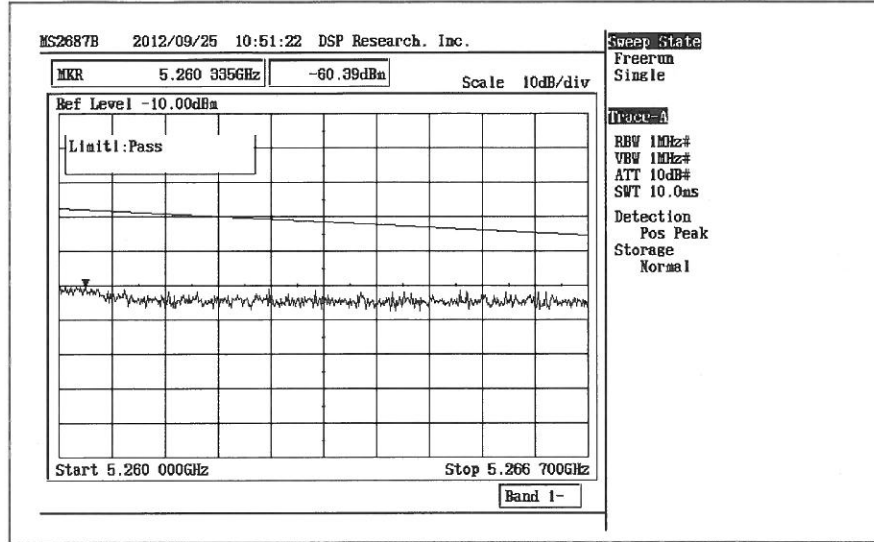 MS2687B 2012/09/25 10:51:22 DSP Research. Inc.
MKR 5.260 335GHz -60.39dBm
Scale 10dB/div
Ref Level -10.00dBm
Limit1:Pass
Start 5.260 000GHz Stop 5.266 700GHz
Band 1-
Sweep State
Freerun
Single
Trace-A
RBW 1MHz#
VBW 1MHz#
ATT 10dB#
SWT 10.0ms
Detection
Pos Peak
Storage
Normal